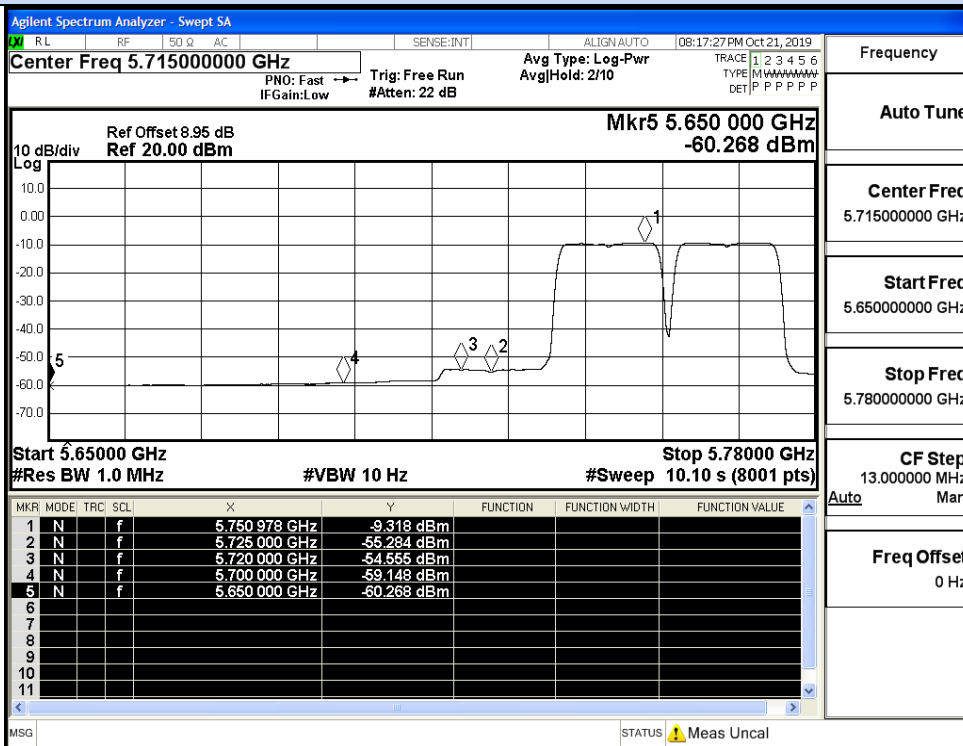 Agilent Spectrum Analyzer - Swept SA
LXI RL RF 50 Ω AC SENSE:INT ALIGN AUTO 08:17:27 PM Oct 21, 2019
Center Freq 5.715000000 GHz
PNO: Fast
IFGain:Low
Trig: Free Run
#Atten: 22 dB
Avg Type: Log-Pwr
Avg|Hold: 2/10
TRACE 1 2 3 4 5 6
TYPE M W W W W W
DET P P P P P P
Mkr5 5.650 000 GHz
-60.268 dBm
Ref Offset 8.95 dB
10 dB/div Ref 20.00 dBm
Log
10.0
0.00
-10.0
-20.0
-30.0
-40.0
-50.0
-60.0
-70.0
1
2
3
4
5
Start 5.65000 GHz Stop 5.78000 GHz
#Res BW 1.0 MHz #VBW 10 Hz #Sweep 10.10 s (8001 pts)
MKR MODE TRC SCL X Y FUNCTION FUNCTION WIDTH FUNCTION VALUE
1 N f 5.750 978 GHz -9.318 dBm
2 N f 5.725 000 GHz -55.284 dBm
3 N f 5.720 000 GHz -54.555 dBm
4 N f 5.700 000 GHz -59.148 dBm
5 N f 5.650 000 GHz -60.268 dBm
6
7
8
9
10
11
MSG STATUS Meas Uncal
Frequency
Auto Tune
Center Freq
5.715000000 GHz
Start Freq
5.650000000 GHz
Stop Freq
5.780000000 GHz
CF Step
13.000000 MHz
Auto Man
Freq Offset
0 Hz